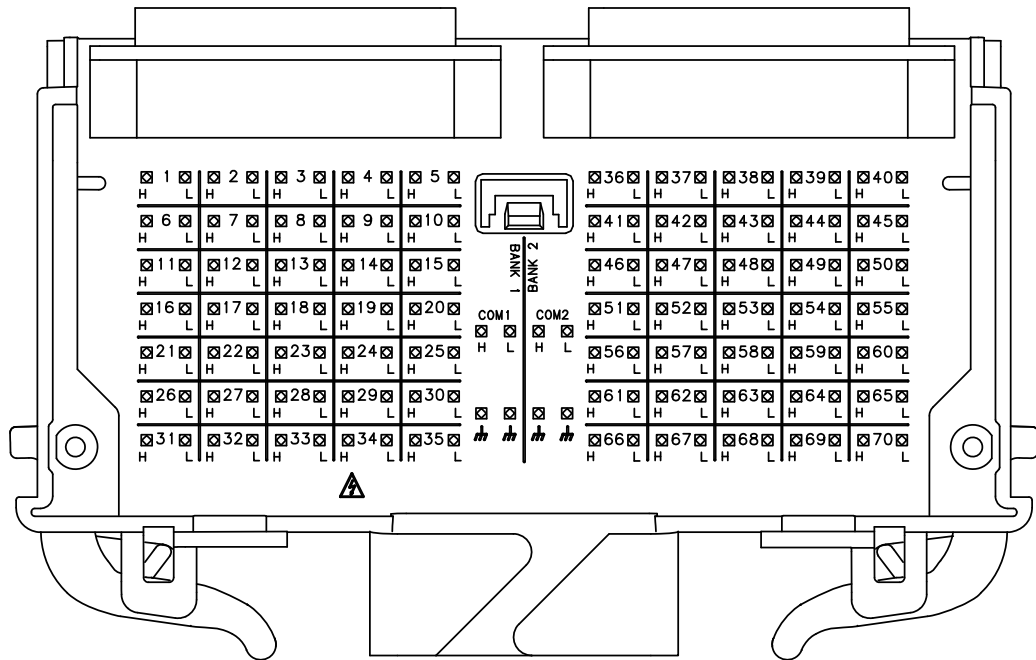 1 2 3 4 5
H L H L H L H L H L
6 7 8 9 10
H L H L H L H L H L
11 12 13 14 15
H L H L H L H L H L
16 17 18 19 20
H L H L H L H L H L
21 22 23 24 25
H L H L H L H L H L
26 27 28 29 30
H L H L H L H L H L
31 32 33 34 35
H L H L H L H L H L
BANK 1
BANK 2
COM1 COM2
H L H L
36 37 38 39 40
H L H L H L H L H L
41 42 43 44 45
H L H L H L H L H L
46 47 48 49 50
H L H L H L H L H L
51 52 53 54 55
H L H L H L H L H L
56 57 58 59 60
H L H L H L H L H L
61 62 63 64 65
H L H L H L H L H L
66 67 68 69 70
H L H L H L H L H L